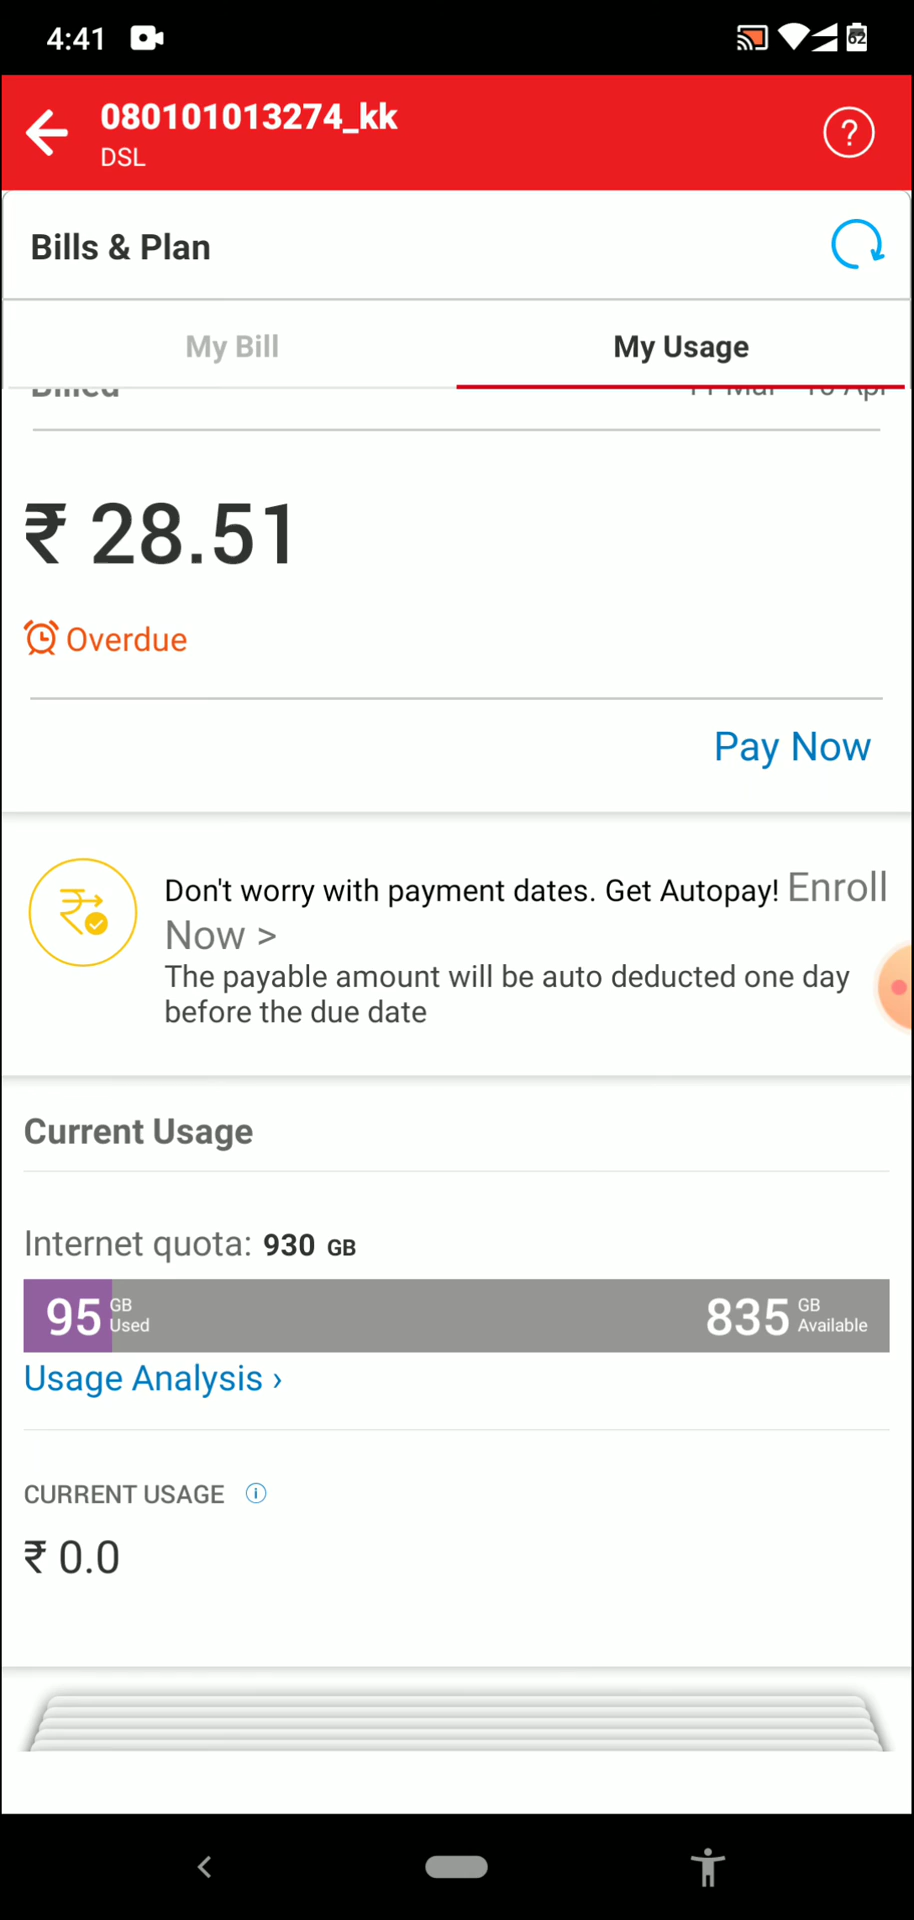 4:41
62
080101013274_kk
DSL
?
Bills & Plan
My Bill
My Usage
Billed
₹ 28.51
Overdue
Pay Now
Don't worry with payment dates. Get Autopay! Enroll
Now >
The payable amount will be auto deducted one day
before the due date
Current Usage
Internet quota: 930 GB
95 GB Used
835 GB Available
Usage Analysis ›
CURRENT USAGE
₹ 0.0